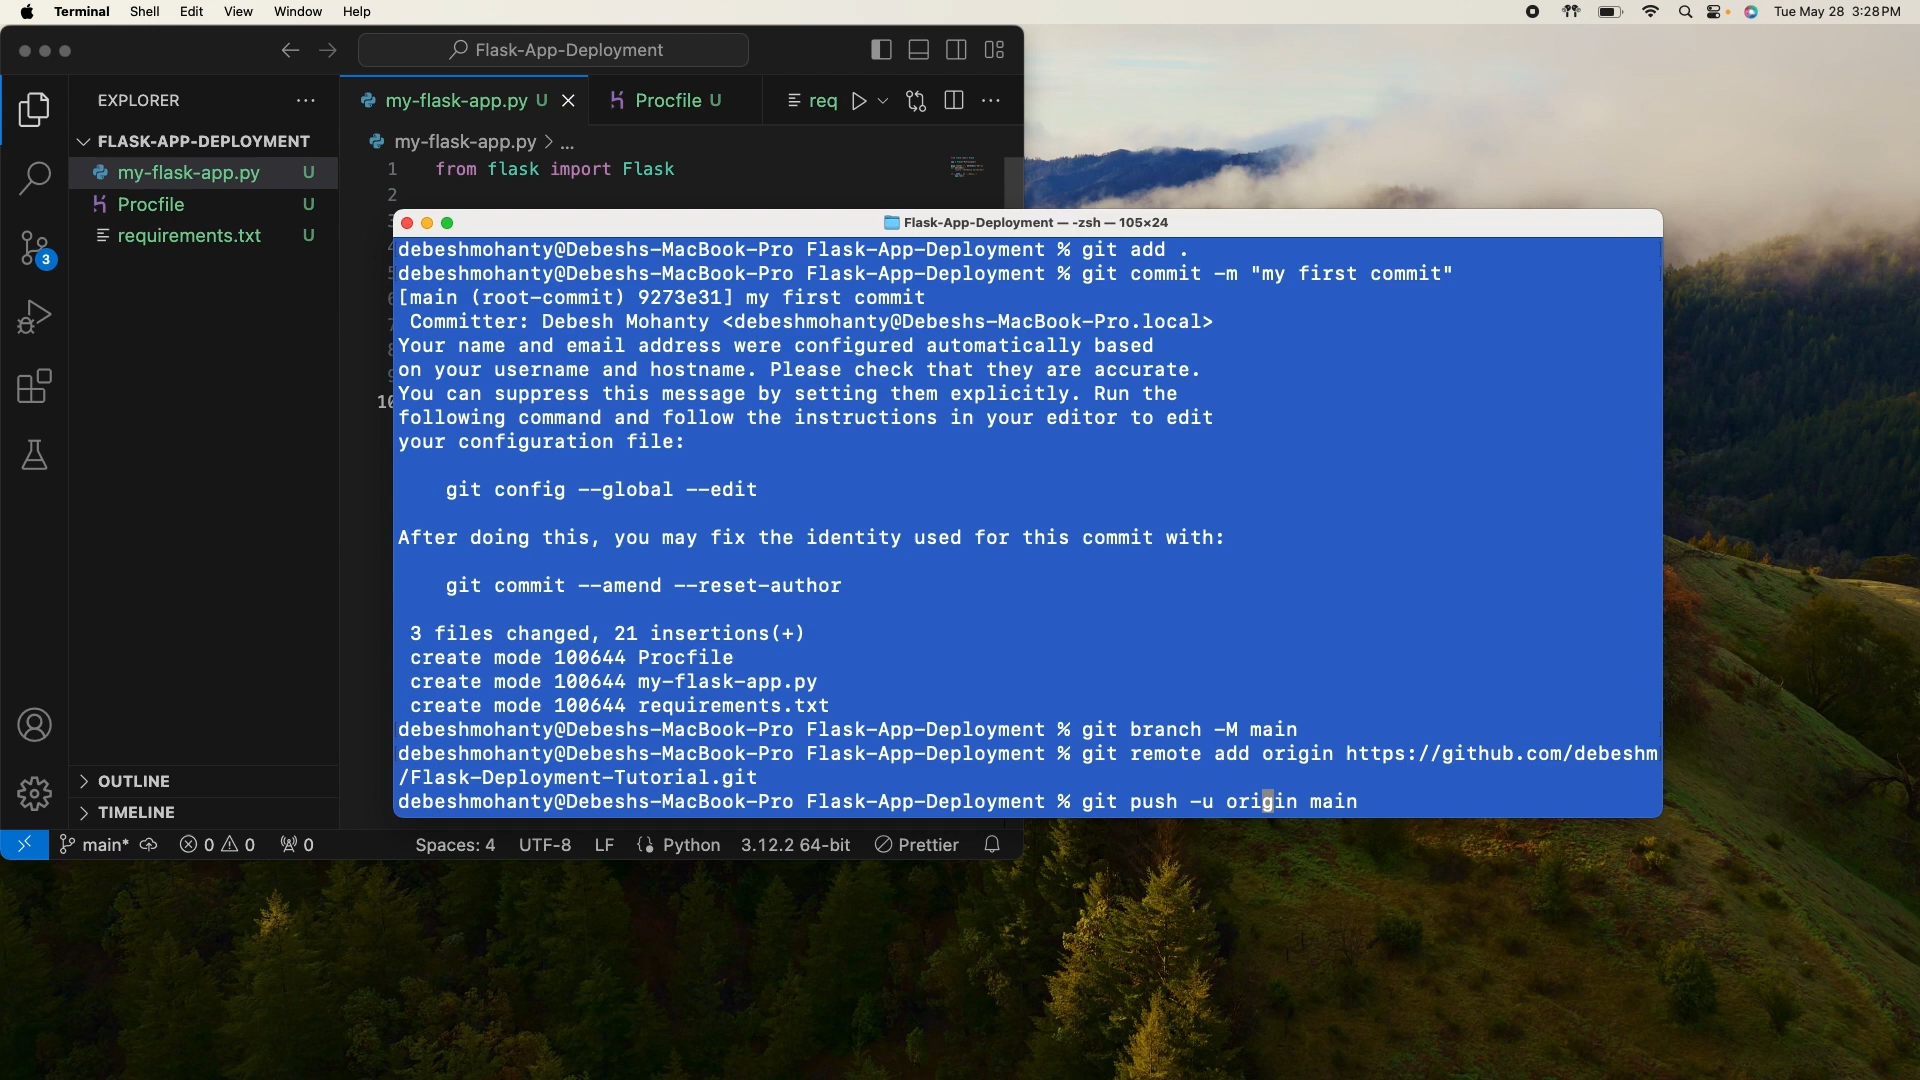 Terminal Shell Edit View Window Help Tue May 28 3:28 PM
Flask-App-Deployment
EXPLORER
my-flask-app.py U
Procfile U
req
FLASK-APP-DEPLOYMENT
my-flask-app.py > ...
my-flask-app.py U
1 from flask import Flask
2
Procfile U
requirements.txt U
3
10
Flask-App-Deployment — -zsh — 105×24
debeshmohanty@Debeshs-MacBook-Pro Flask-App-Deployment % git add .
debeshmohanty@Debeshs-MacBook-Pro Flask-App-Deployment % git commit -m "my first commit"
[main (root-commit) 9273e31] my first commit
Committer: Debesh Mohanty <debeshmohanty@Debeshs-MacBook-Pro.local>
Your name and email address were configured automatically based
on your username and hostname. Please check that they are accurate.
You can suppress this message by setting them explicitly. Run the
following command and follow the instructions in your editor to edit
your configuration file:
git config --global --edit
After doing this, you may fix the identity used for this commit with:
git commit --amend --reset-author
3 files changed, 21 insertions(+)
create mode 100644 Procfile
create mode 100644 my-flask-app.py
create mode 100644 requirements.txt
debeshmohanty@Debeshs-MacBook-Pro Flask-App-Deployment % git branch -M main
debeshmohanty@Debeshs-MacBook-Pro Flask-App-Deployment % git remote add origin https://github.com/debeshm
/Flask-Deployment-Tutorial.git
debeshmohanty@Debeshs-MacBook-Pro Flask-App-Deployment % git push -u origin main
OUTLINE
TIMELINE
main* 0 0 0 Spaces: 4 UTF-8 LF Python 3.12.2 64-bit Prettier